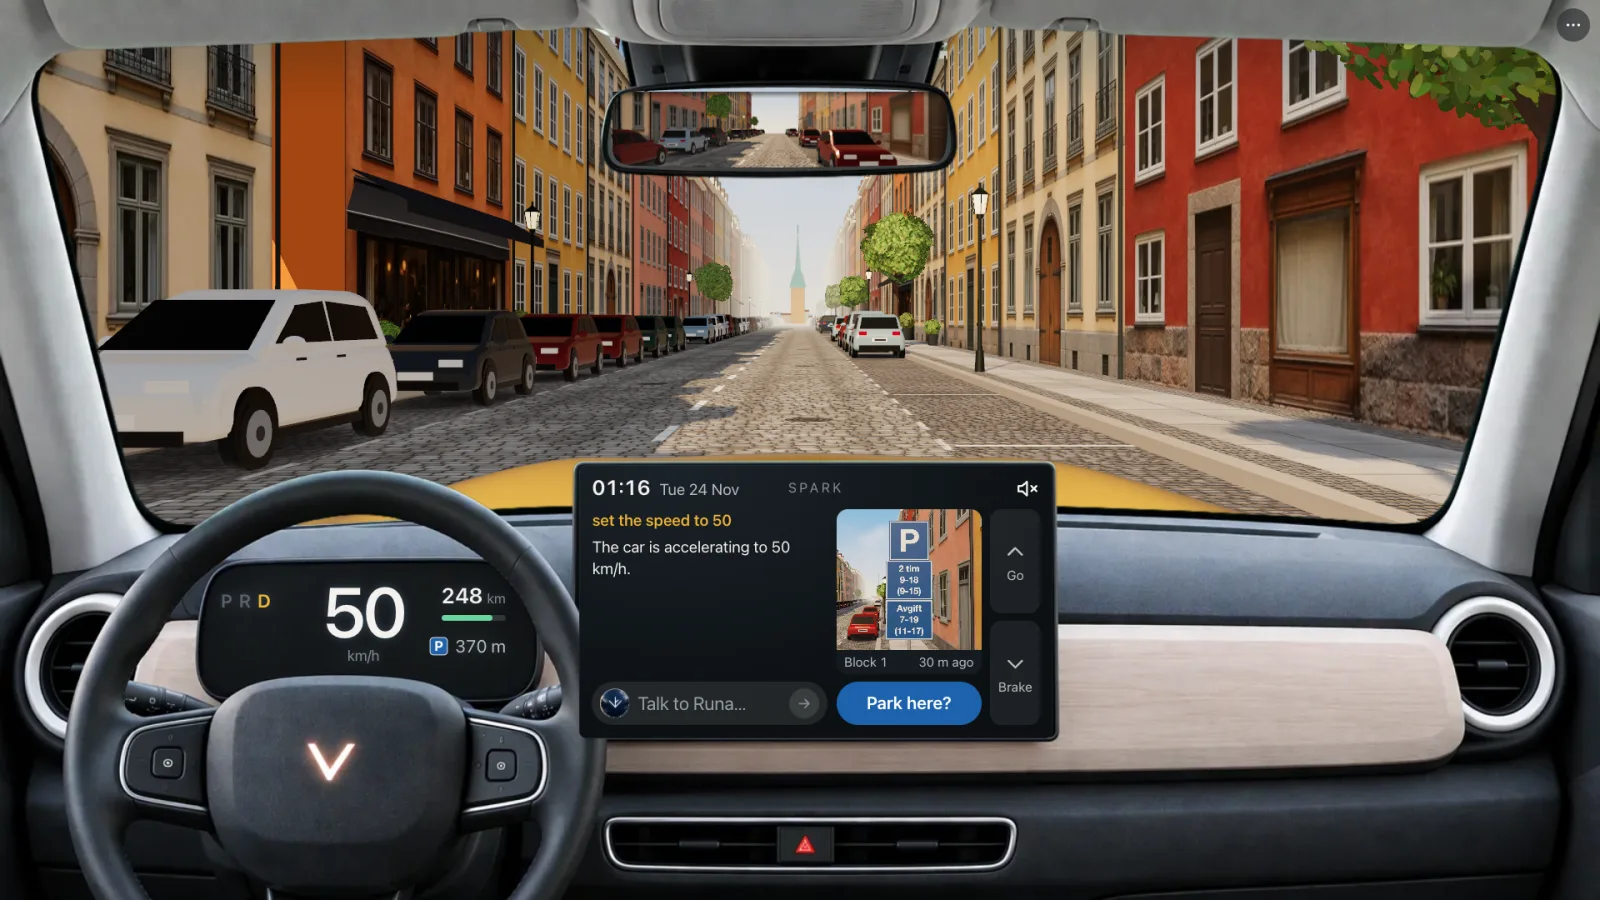 01:16 Tue 24 Nov
SPARK
set the speed to 50
The car is accelerating to 50
km/h.
P
2 tim
9-18
(9-15)
Avgift
7-19
(11-17)
Block 1
30 m ago
Go
Brake
Talk to Runa...
Park here?
P R D
50
km/h
248 km
P 370 m